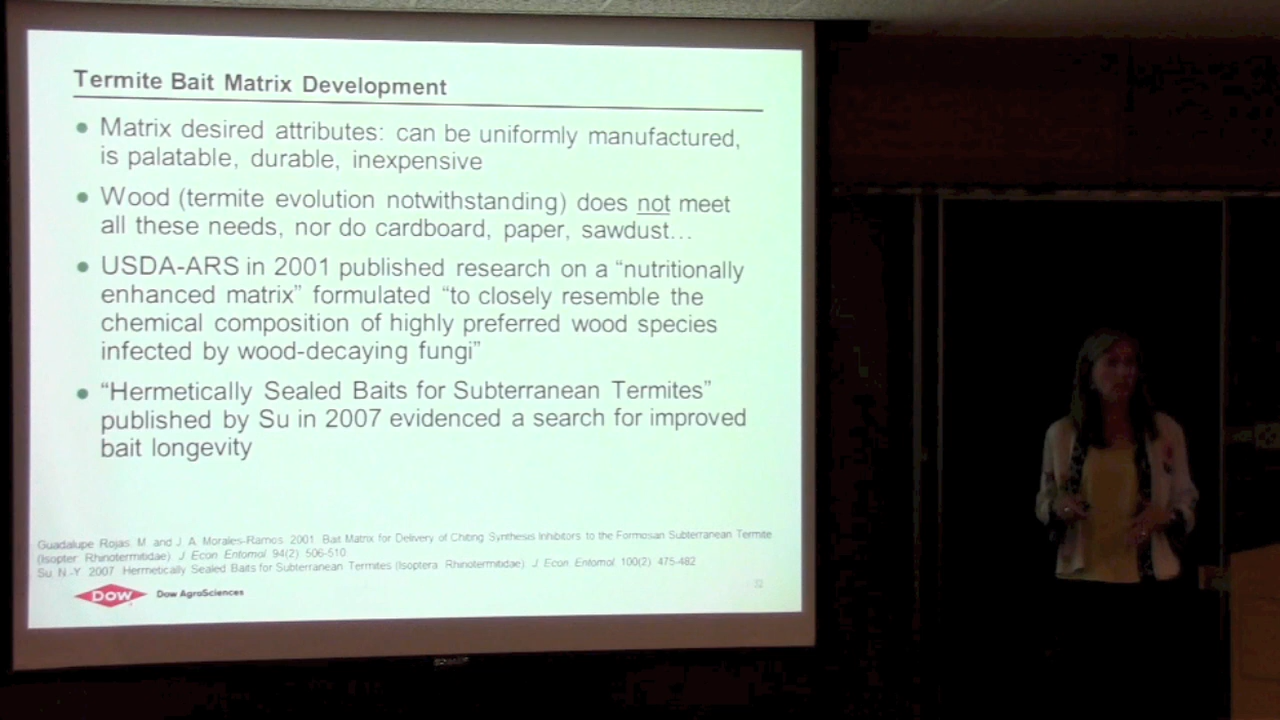 Termite Bait Matrix Development
• Matrix desired attributes: can be uniformly manufactured,
is palatable, durable, inexpensive
• Wood (termite evolution notwithstanding) does not meet
all these needs, nor do cardboard, paper, sawdust…
• USDA-ARS in 2001 published research on a “nutritionally
enhanced matrix” formulated “to closely resemble the
chemical composition of highly preferred wood species
infected by wood-decaying fungi”
• “Hermetically Sealed Baits for Subterranean Termites”
published by Su in 2007 evidenced a search for improved
bait longevity
Guadalupe Rojas, M. and J. A. Morales-Ramos. 2001. Bait Matrix for Delivery of Chiting Synthesis Inhibitors to the Formosan Subterranean Termite
(Isopter Rhinotermitidae) J. Econ Entomol 94(2) 506-510
Su, N.-Y. 2007 Hermetically Sealed Baits for Subterranean Termites (Isoptera Rhinotermitidae) J. Econ. Entomol 100(2) 475-482
DOW Dow AgroSciences